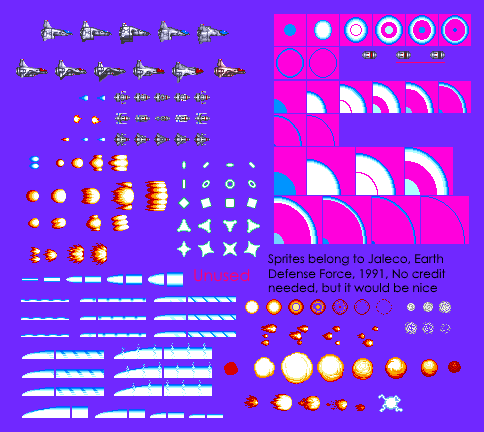 Unused
Sprites belong to Jaleco, Earth
Defense Force, 1991, No credit
needed, but it would be nice